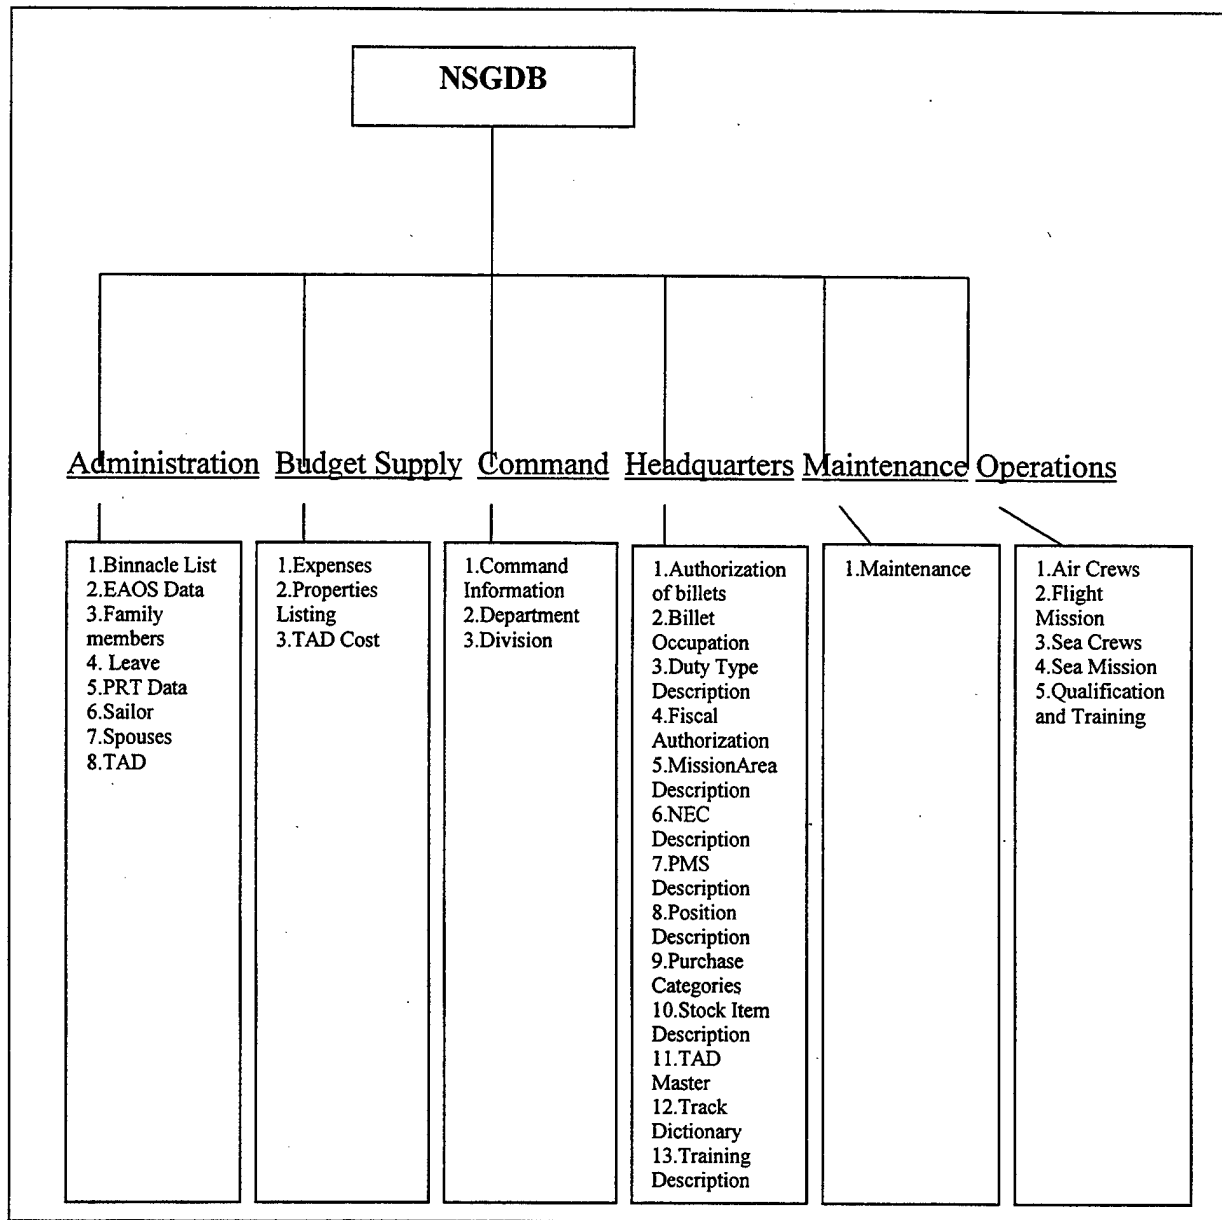 NSGDB
Administration Budget Supply Command Headquarters Maintenance Operations
1.Binnacle List
2.EAOS Data
3.Family
members
4. Leave
5.PRT Data
6.Sailor
7.Spouses
8.TAD
1.Expenses
2.Properties
Listing
3.TAD Cost
1.Command
Information
2.Department
3.Division
1.Authorization
of billets
2.Billet
Occupation
3.Duty Type
Description
4.Fiscal
Authorization
5.MissionArea
Description
6.NEC
Description
7.PMS
Description
8.Position
Description
9.Purchase
Categories
10.Stock Item
Description
11.TAD
Master
12.Track
Dictionary
13.Training
Description
1.Maintenance
1.Air Crews
2.Flight
Mission
3.Sea Crews
4.Sea Mission
5.Qualification
and Training